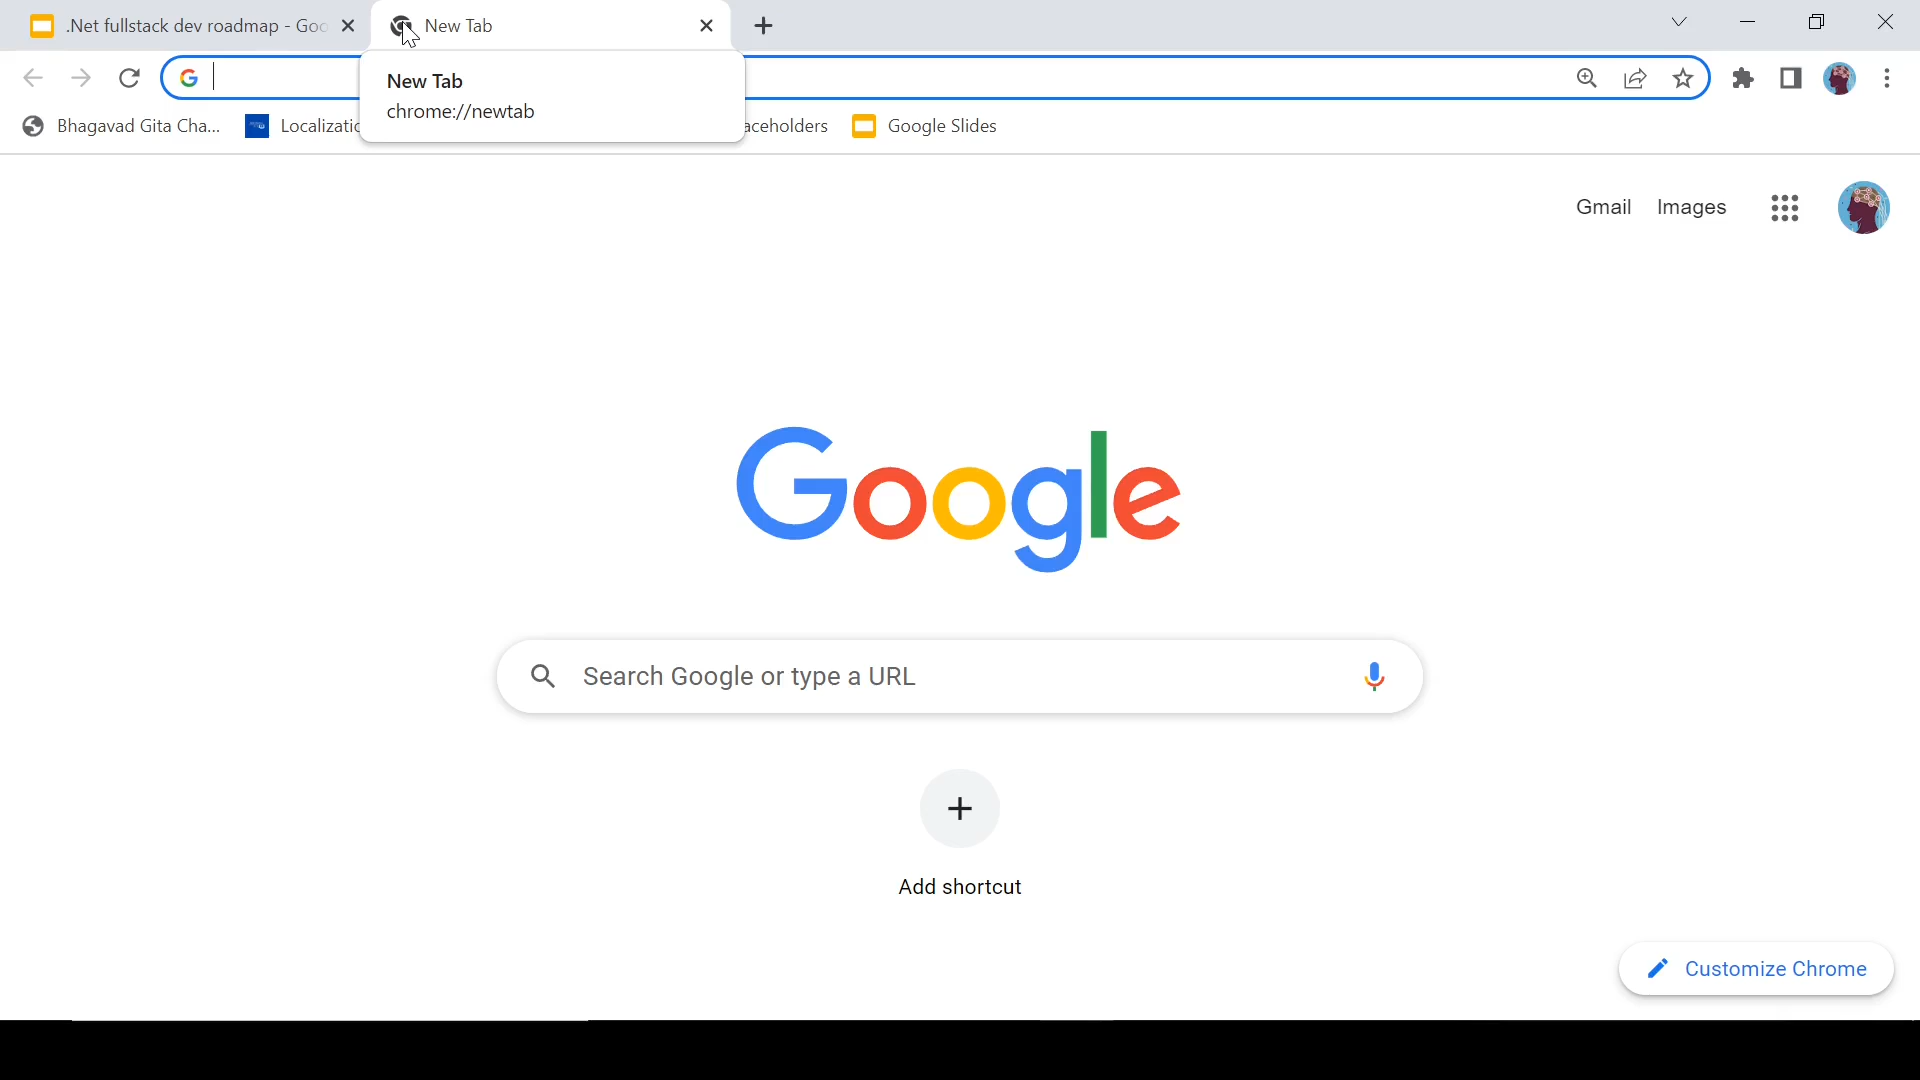 .Net fullstack dev roadmap - Goo
New Tab
New Tab
chrome://newtab
Bhagavad Gita Cha...
Localizatio
aceholders
Google Slides
Gmail
Images
Google
Search Google or type a URL
Add shortcut
Customize Chrome